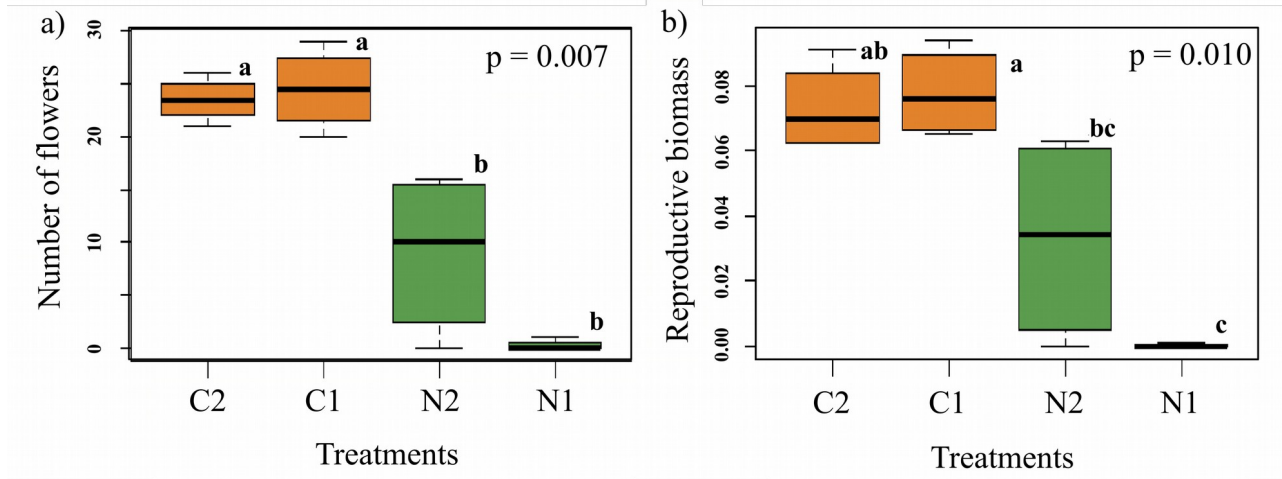 a)
Number of flowers
30
20
10
0
a
a
b
b
p = 0.007
C2 C1 N2 N1
Treatments
b)
Reproductive biomass
0.08
0.06
0.04
0.02
0.00
ab
a
bc
c
p = 0.010
C2 C1 N2 N1
Treatments